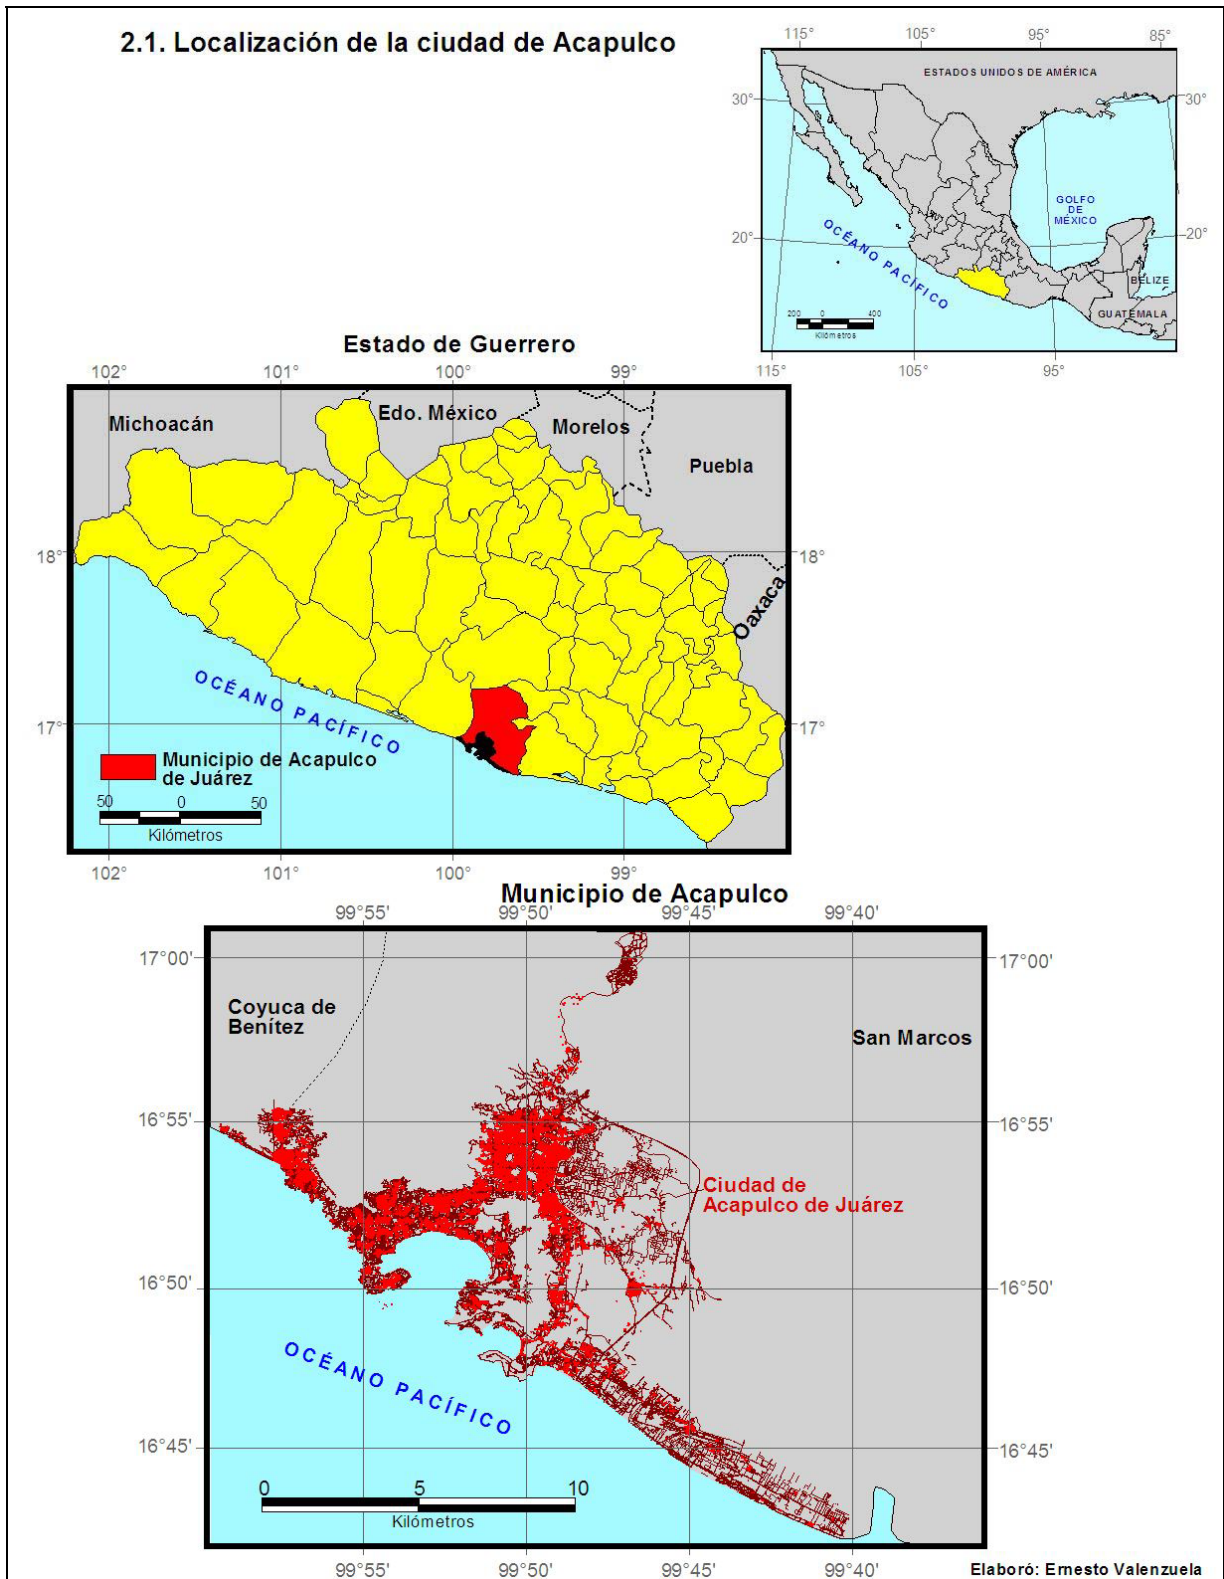 2.1. Localización de la ciudad de Acapulco
115° 105° 95° 85°
ESTADOS UNIDOS DE AMÉRICA
30° 30°
GOLFO
DE
MÉXICO
OCÉANO PACÍFICO
20° 20°
BELIZE
GUATEMALA
200 0 400
Kilómetros
115° 105° 95°
Estado de Guerrero
102° 101° 100° 99°
Michoacán
Edo. México
Morelos
Puebla
18° 18°
Oaxaca
OCÉANO PACÍFICO
17° 17°
Municipio de Acapulco
de Juárez
50 0 50
Kilómetros
102° 101° 100° 99°
Municipio de Acapulco
99°55' 99°50' 99°45' 99°40'
17°00' 17°00'
Coyuca de
Benítez
San Marcos
16°55' 16°55'
Ciudad de
Acapulco de Juárez
16°50' 16°50'
OCÉANO PACÍFICO
16°45' 16°45'
0 5 10
Kilómetros
99°55' 99°50' 99°45' 99°40'
Elaboró: Ernesto Valenzuela